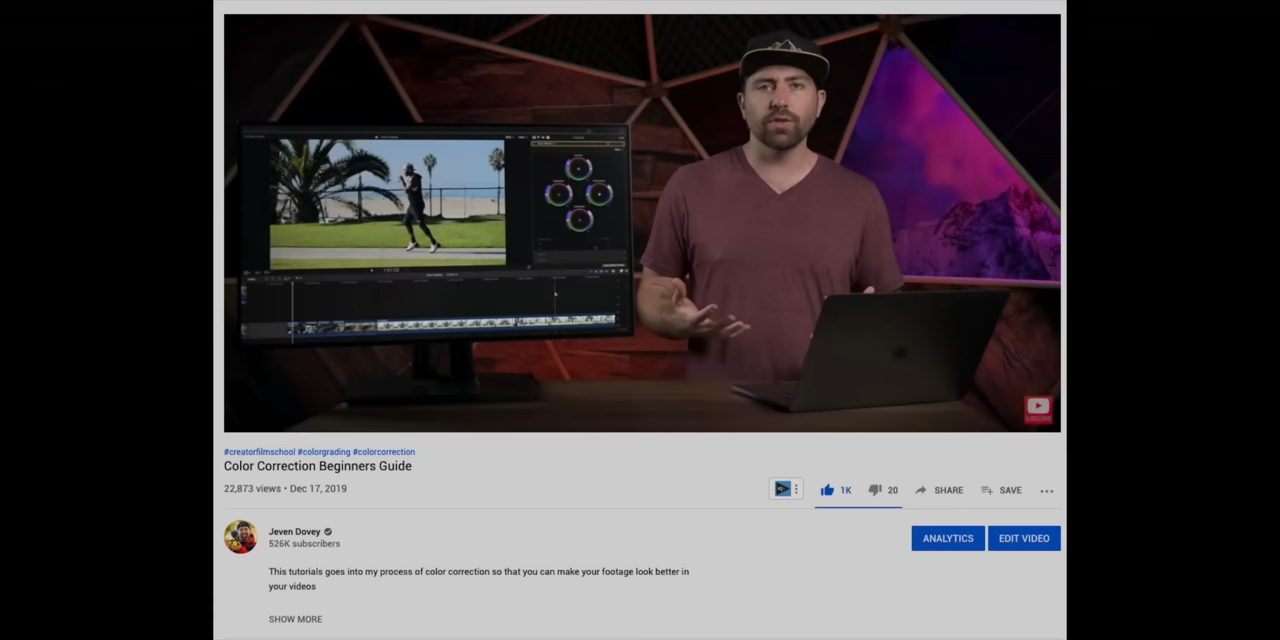 SUBSCRIBE
#creatorfilmschool #colorgrading #colorcorrection
Color Correction Beginners Guide
22,873 views • Dec 17, 2019
1K
20
SHARE
SAVE
Jeven Dovey
526K subscribers
ANALYTICS
EDIT VIDEO
This tutorials goes into my process of color correction so that you can make your footage look better in
your videos
SHOW MORE